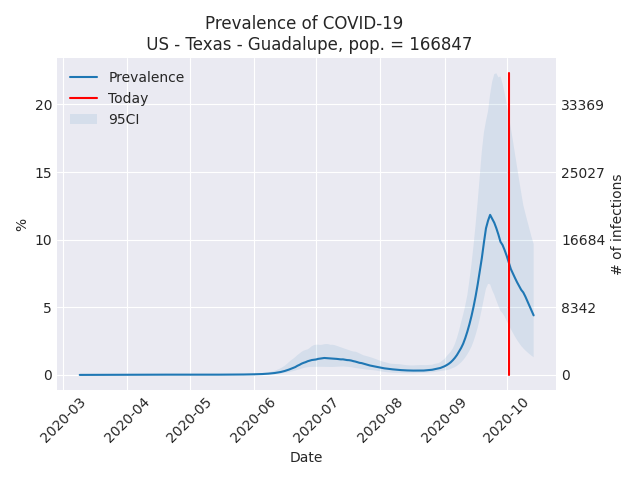 Prevalence of COVID-19
US - Texas - Guadalupe, pop. = 166847
Prevalence
Today
95CI
20
15
10
5
0
%
33369
25027
16684
8342
0
# of infections
2020-03
2020-04
2020-05
2020-06
2020-07
2020-08
2020-09
2020-10
Date